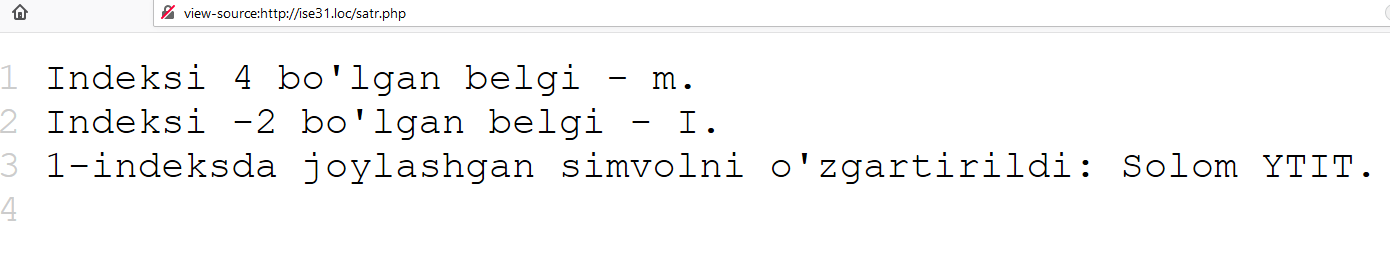 view-source:http://ise31.loc/satr.php
1 Indeksi 4 bo'lgan belgi - m.
2 Indeksi -2 bo'lgan belgi - I.
3 1-indeksda joylashgan simvolni o'zgartirildi: Solom YTIT.
4